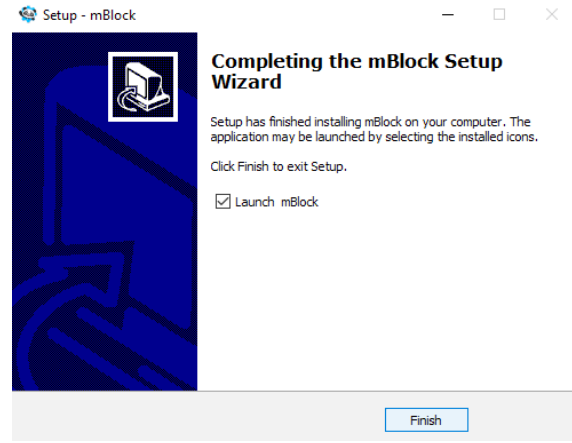 Setup - mBlock
Completing the mBlock Setup
Wizard
Setup has finished installing mBlock on your computer. The
application may be launched by selecting the installed icons.
Click Finish to exit Setup.
Launch mBlock
Finish